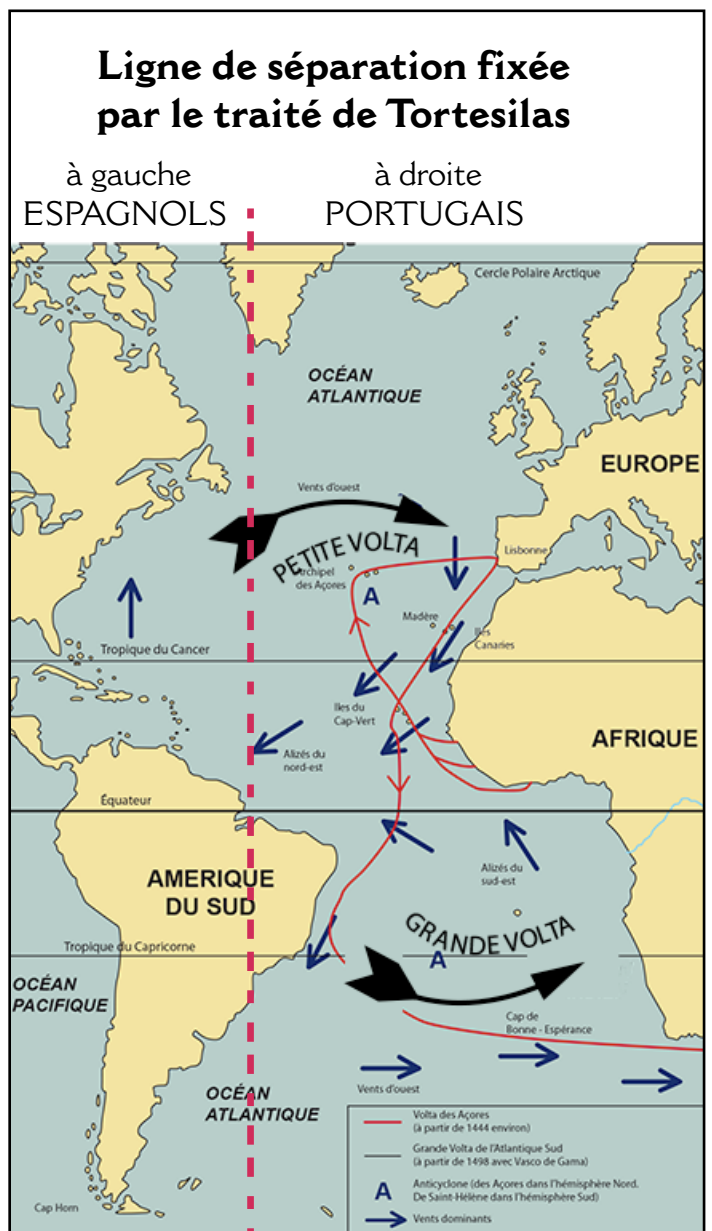 Ligne de séparation fixée
par le traité de Tortesilas
à gauche
ESPAGNOLS
à droite
PORTUGAIS
Cercle Polaire Arctique
OCÉAN
ATLANTIQUE
EUROPE
Vents d'ouest
PETITE VOLTA
Lisbonne
Archipel
des Açores
A
Madère
Iles
Canaries
Tropique du Cancer
Iles du
Cap-Vert
AFRIQUE
Alizés du
nord-est
Équateur
AMERIQUE
DU SUD
Alizés du
sud-est
GRANDE VOLTA
Tropique du Capricorne
A
OCÉAN
PACIFIQUE
Cap de
Bonne - Espérance
Vents d'ouest
OCÉAN
ATLANTIQUE
Volta des Açores
(à partir de 1444 environ)
Grande Volta de l'Atlantique Sud
(à partir de 1498 avec Vasco de Gama)
A
Anticyclone (des Açores dans l'hémisphère Nord.
De Saint-Hélène dans l'hémisphère Sud)
Vents dominants
Cap Horn